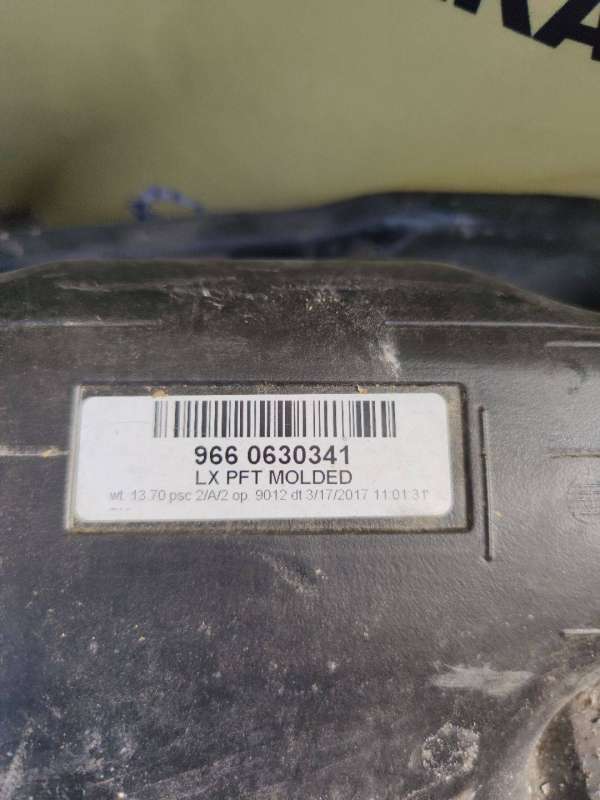 966 0630341
LX PFT MOLDED
wt. 13.70 psc 2/A/2 op. 9012 dt 3/17/2017 11:01:31